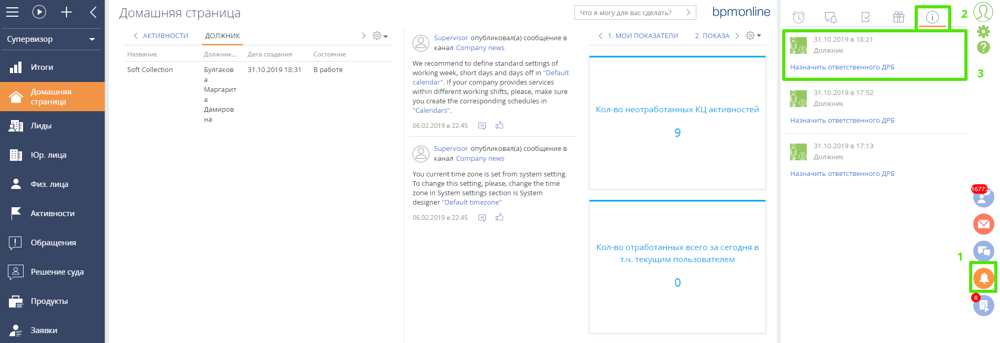 Супервизор
Итоги
Домашняя
страница
Лиды
Юр. лица
Физ. лица
Активности
Обращения
Решение суда
Продукты
Заявки
Домашняя страница
Что я могу для вас сделать?
bpmonline
АКТИВНОСТИ
ДОЛЖНИК
Название
Должник...
Дата создания
Состояние
Soft Collection
Булгаков
а
Маргарит
а
Дамиров
на
31.10.2019 18:31
В работе
Supervisor опубликовал(а) сообщение в
канал Company news
We recommend to define standard settings of
working week, short days and days off in "Default
calendar". If your company provides services
within different working shifts, please, make sure
you create the corresponding schedules in
"Calendars".
06.02.2019 в 22:45
Supervisor опубликовал(а) сообщение в
канал Company news
You current time zone is set from system setting.
To change this setting, please, change the time
zone in System settings section is System
designer "Default timezone"
06.02.2019 в 22:45
1. МОИ ПОКАЗАТЕЛИ
2. ПОКАЗА
Кол-во неотработанных КЦ активностей
9
Кол-во отработанных всего за сегодня в
т.ч. текущим пользователем
0
2
31.10.2019 в 18:21
Должник
Назначить ответственного ДРБ
3
31.10.2019 в 17:52
Должник
Назначить ответственного ДРБ
31.10.2019 в 17:13
Должник
Назначить ответственного ДРБ
1
8